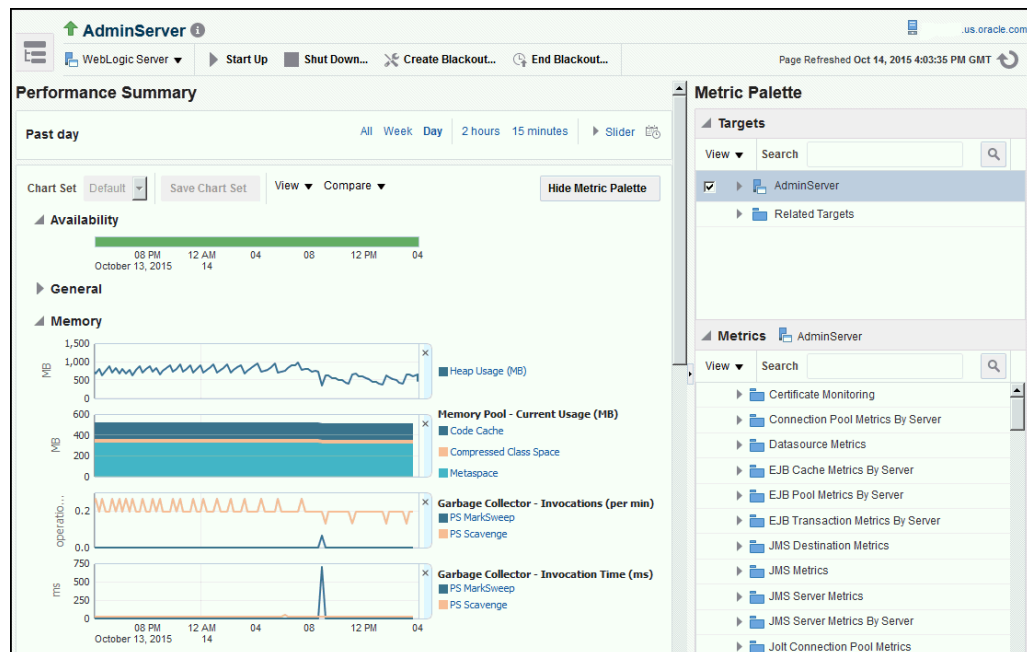 AdminServer
.us.oracle.com
WebLogic Server
Start Up
Shut Down...
Create Blackout...
End Blackout...
Page Refreshed Oct 14, 2015 4:03:35 PM GMT
Performance Summary
Past day
All Week Day 2 hours 15 minutes Slider
Chart Set Default Save Chart Set View Compare Hide Metric Palette
Availability
08 PM 12 AM 04 08 12 PM 04
October 13, 2015 14
General
Memory
1,500
1,000
500
0
MB
Heap Usage (MB)
600
400
200
0
MB
Memory Pool - Current Usage (MB)
Code Cache
Compressed Class Space
Metaspace
0.2
0.0
operatio...
Garbage Collector - Invocations (per min)
PS MarkSweep
PS Scavenge
750
500
250
0
ms
Garbage Collector - Invocation Time (ms)
PS MarkSweep
PS Scavenge
08 PM 12 AM 04 08 12 PM 04
October 13, 2015 14
Metric Palette
Targets
View Search
AdminServer
Related Targets
Metrics AdminServer
View Search
Certificate Monitoring
Connection Pool Metrics By Server
Datasource Metrics
EJB Cache Metrics By Server
EJB Pool Metrics By Server
EJB Transaction Metrics By Server
JMS Destination Metrics
JMS Metrics
JMS Server Metrics
JMS Server Metrics By Server
Jolt Connection Pool Metrics